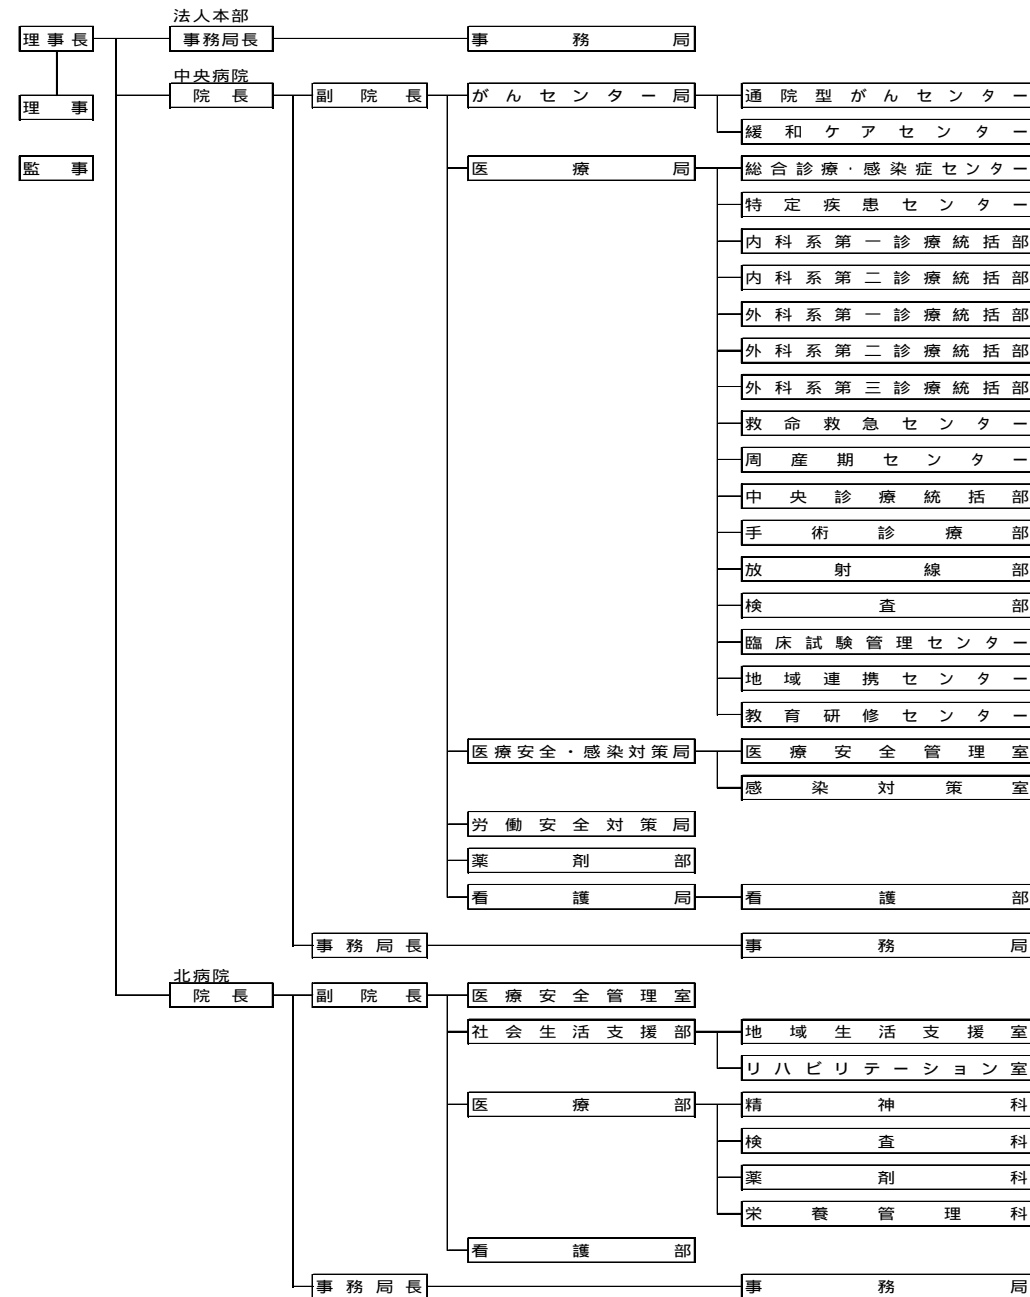 法人本部
理事長 事務局長 事務局
中央病院
院長 副院長 がんセンター局 通院型がんセンター
理事
緩和ケアセンター
監事 医療局 総合診療・感染症センター
特定疾患センター
内科系第一診療統括部
内科系第二診療統括部
外科系第一診療統括部
外科系第二診療統括部
外科系第三診療統括部
救命救急センター
周産期センター
中央診療統括部
手術診療部
放射線部
検査部
臨床試験管理センター
地域連携センター
教育研修センター
医療安全・感染対策局 医療安全管理室
感染対策室
労働安全対策局
薬剤部
看護局 看護部
事務局長 事務局
北病院
院長 副院長 医療安全管理室
社会生活支援部 地域生活支援室
リハビリテーション室
医療部 精神科
検査科
薬剤科
栄養管理科
看護部
事務局長 事務局